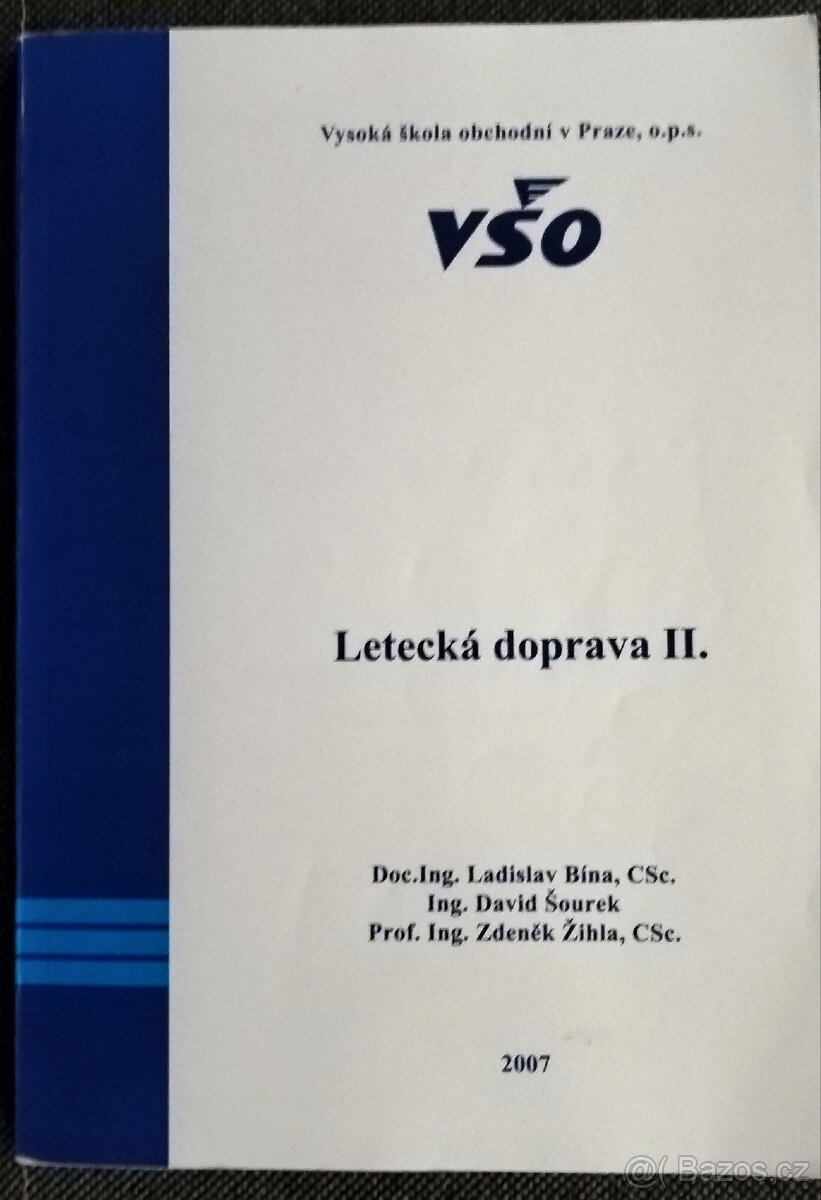 Vysoká škola obchodní v Praze, o.p.s.
VŠO
Letecká doprava II.
Doc.Ing. Ladislav Bína, CSc.
Ing. David Šourek
Prof. Ing. Zdeněk Žihla, CSc.
2007
@( Bazos.cz